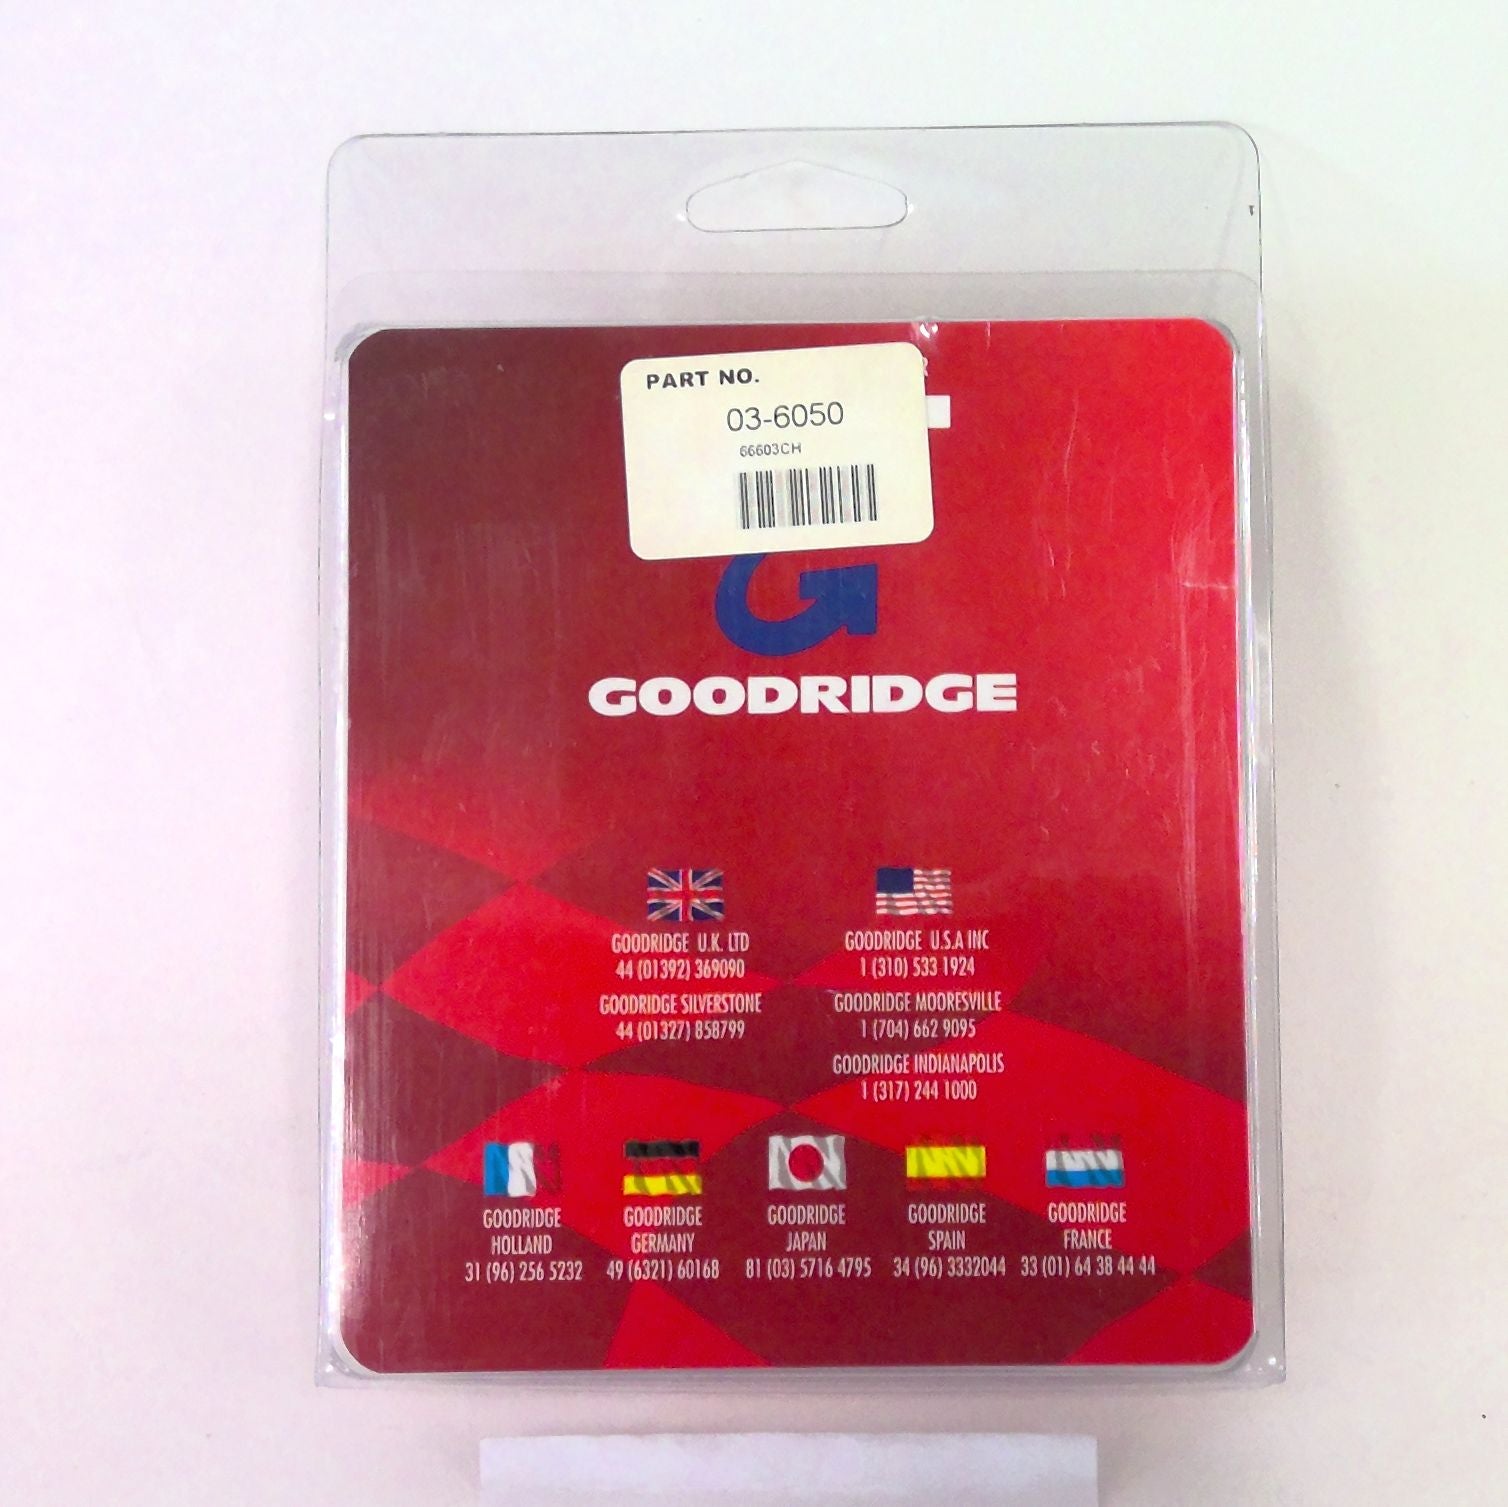 PART NO.
03-6050
66603CH
GOODRIDGE
GOODRIDGE U.K. LTD
44 (01392) 369090
GOODRIDGE SILVERSTONE
44 (01327) 858799
GOODRIDGE U.S.A INC
1 (310) 533 1924
GOODRIDGE MOORESVILLE
1 (704) 662 9095
GOODRIDGE INDIANAPOLIS
1 (317) 244 1000
GOODRIDGE
HOLLAND
31 (96) 256 5232
GOODRIDGE
GERMANY
49 (6321) 60168
GOODRIDGE
JAPAN
81 (03) 5716 4795
GOODRIDGE
SPAIN
34 (96) 3332044
GOODRIDGE
FRANCE
33 (01) 64 38 44 44